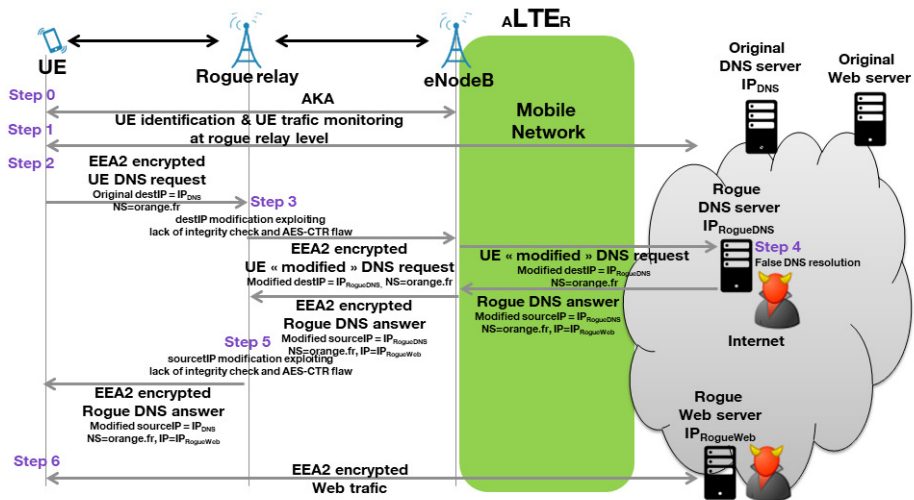 ALTER
UE
Rogue relay
eNodeB
Original
DNS server
IPDNS
Original
Web server
Step 0
AKA
Mobile
Network
Step 1
UE identification & UE trafic monitoring
at rogue relay level
Step 2
EEA2 encrypted
UE DNS request
Original destIP = IPDNS
NS=orange.fr
Step 3
destIP modification exploiting
lack of integrity check and AES-CTR flaw
EEA2 encrypted
UE « modified » DNS request
Modified destIP = IPRogueDNS, NS=orange.fr
UE « modified » DNS request
Modified destIP = IPRogueDNS
NS=orange.fr
Rogue
DNS server
IPRogueDNS
Step 4
False DNS resolution
Internet
Rogue DNS answer
Modified sourceIP = IPRogueDNS
NS=orange.fr, IP=IPRogueWeb
EEA2 encrypted
Rogue DNS answer
Modified sourceIP = IPRogueDNS
NS=orange.fr, IP=IPRogueWeb
Step 5
sourcetIP modification exploiting
lack of integrity check and AES-CTR flaw
EEA2 encrypted
Rogue DNS answer
Modified sourceIP = IPDNS
NS=orange.fr, IP=IPRogueWeb
Rogue
Web server
IPRogueWeb
Step 6
EEA2 encrypted
Web trafic